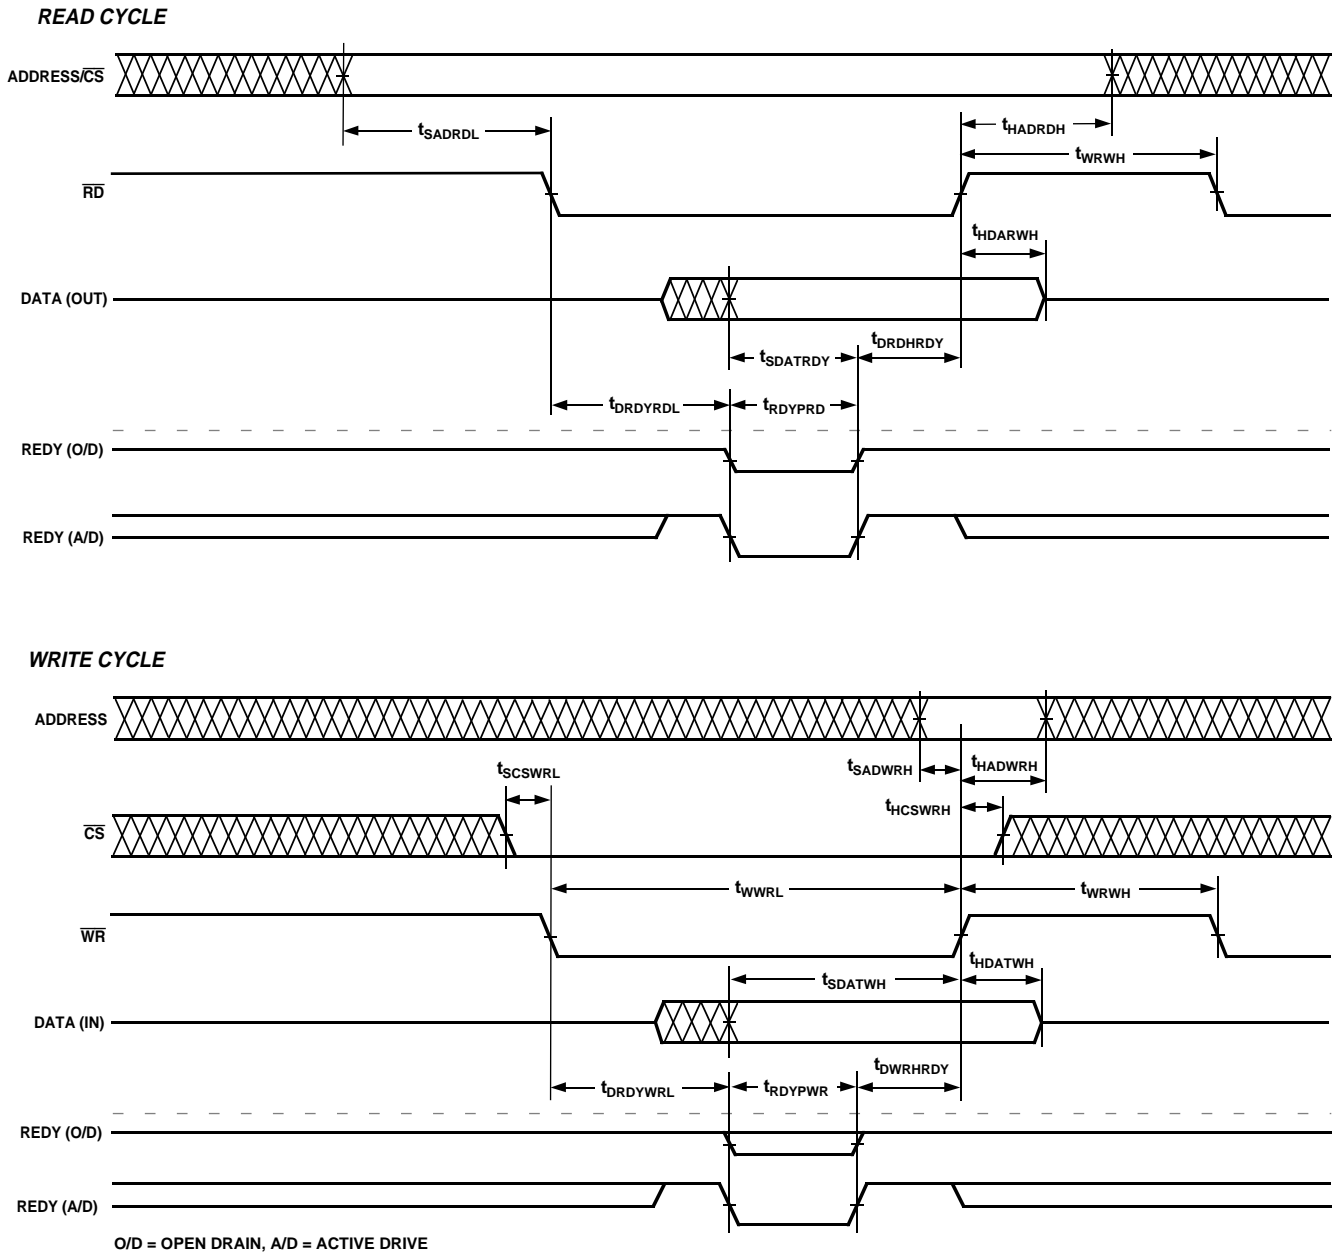 READ CYCLE
ADDRESS/CS
tSADRDL
tHADRDH
tWRWH
RD
tHDARWH
DATA (OUT)
tSDATRDY
tDRDHRDY
tDRDYRDL
tRDYPRD
REDY (O/D)
REDY (A/D)
WRITE CYCLE
ADDRESS
tSCSWRL
tSADWRH
tHADWRH
tHCSWRH
CS
tWWRL
tWRWH
WR
tSDATWH
tHDATWH
DATA (IN)
tDRDYWRL
tRDYPWR
tDWRHRDY
REDY (O/D)
REDY (A/D)
O/D = OPEN DRAIN, A/D = ACTIVE DRIVE